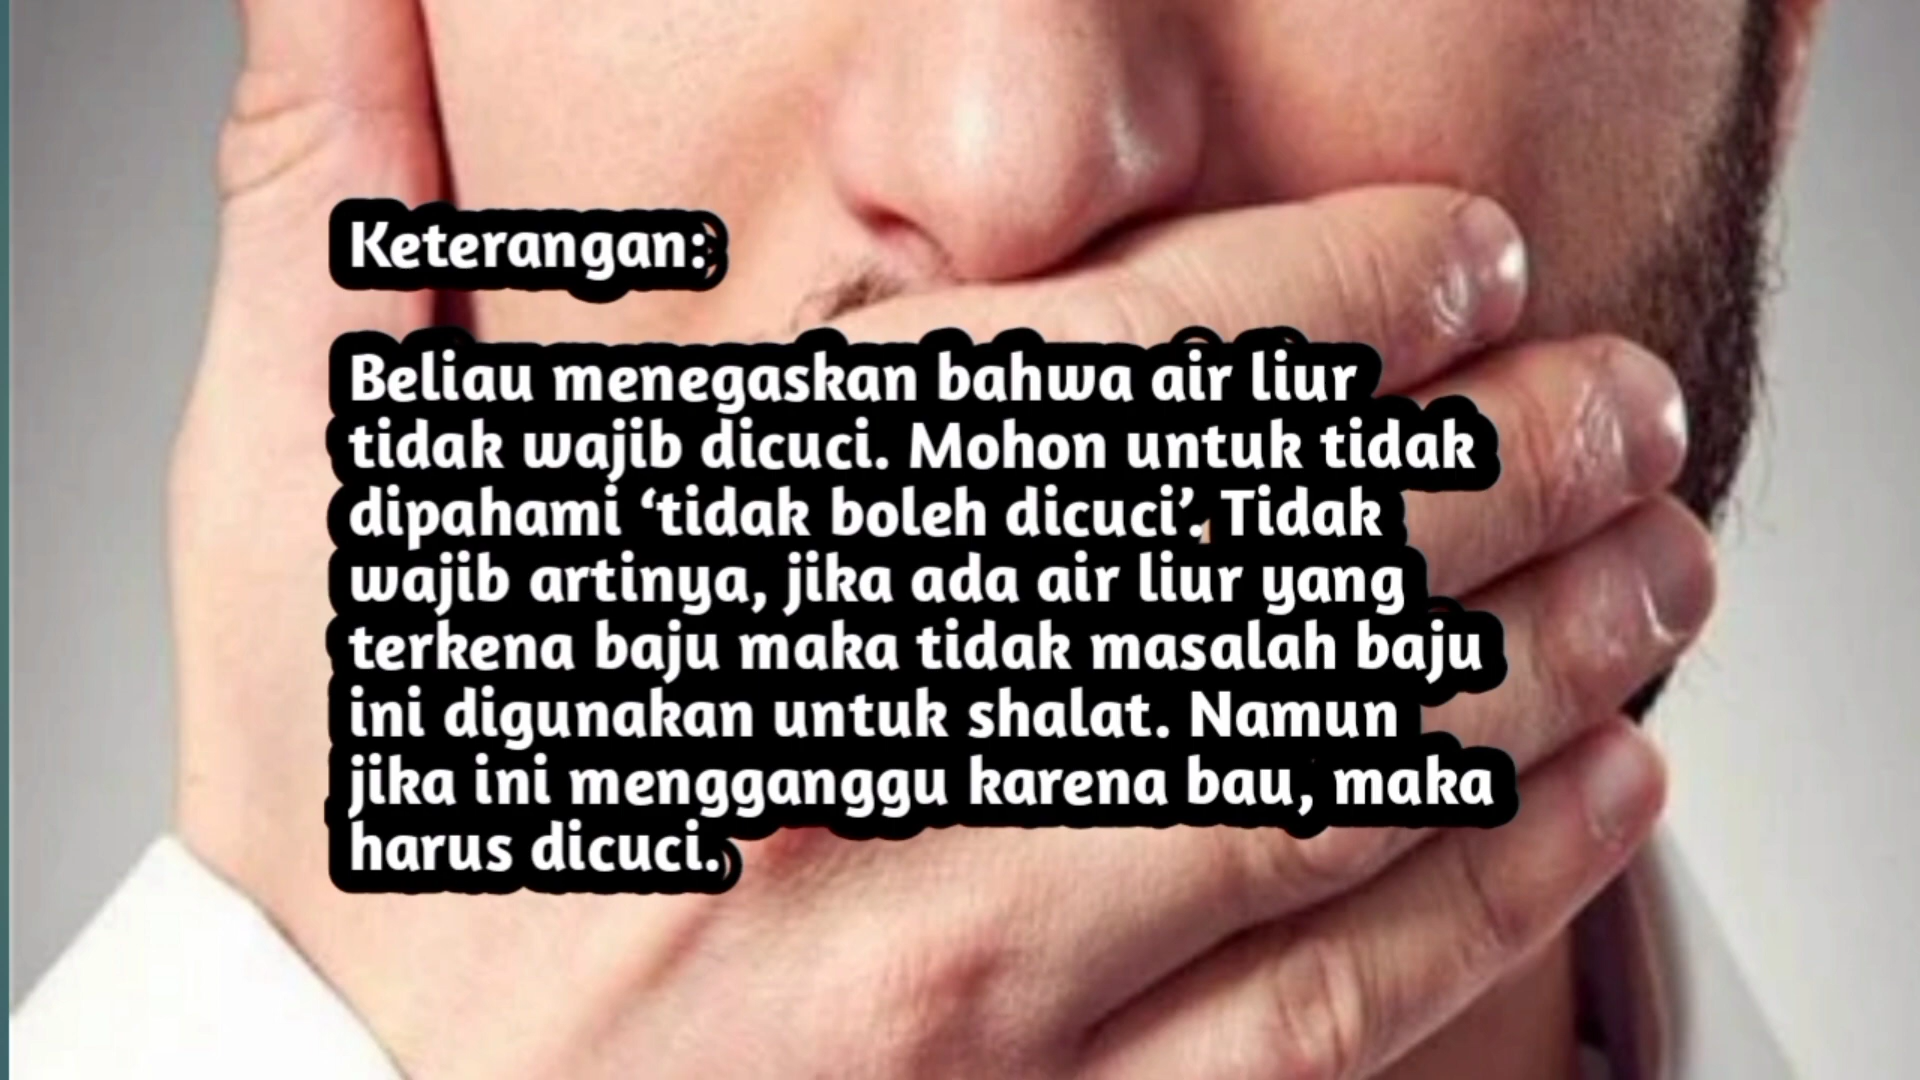 Keterangan:
Beliau menegaskan bahwa air liur
tidak wajib dicuci. Mohon untuk tidak
dipahami ‘tidak boleh dicuci’. Tidak
wajib artinya, jika ada air liur yang
terkena baju maka tidak masalah baju
ini digunakan untuk shalat. Namun
jika ini mengganggu karena bau, maka
harus dicuci.